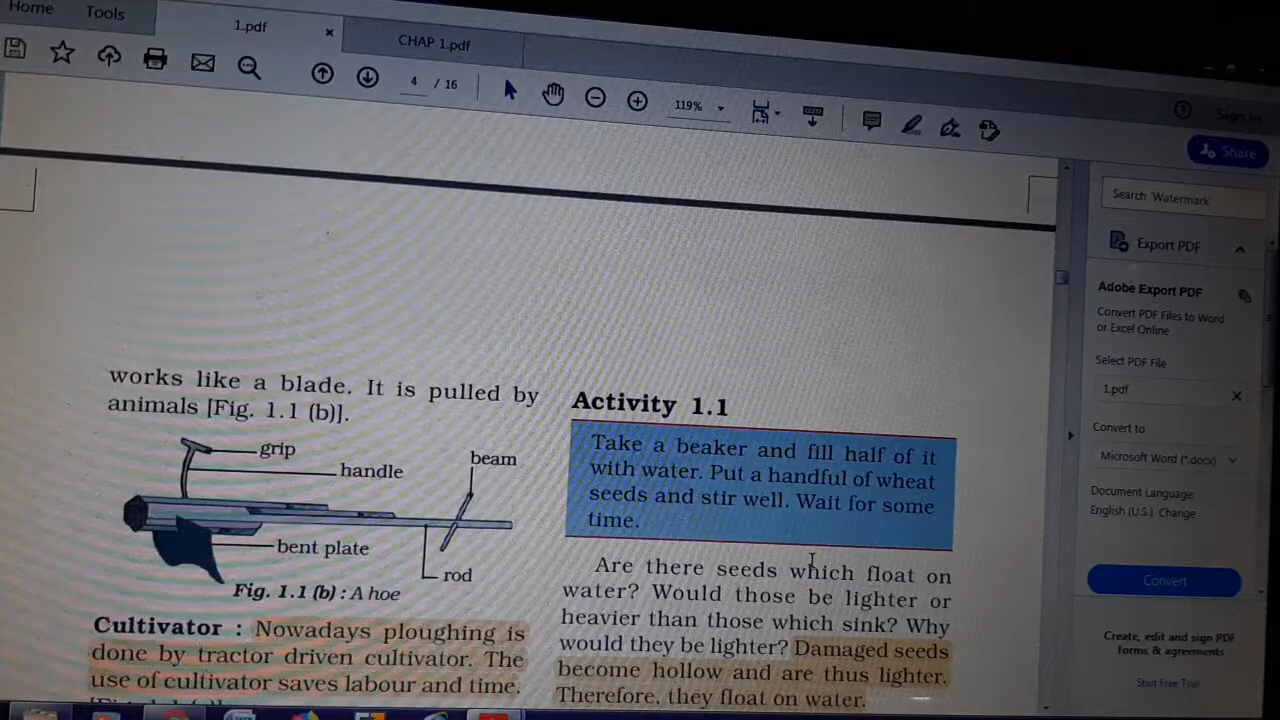 Home
Tools
1.pdf
×
CHAP 1.pdf
4 / 16
119%
Sign In
Share
works like a blade. It is pulled by
animals [Fig. 1.1 (b)].
grip
handle
beam
bent plate
rod
Fig. 1.1 (b) : A hoe
Cultivator : Nowadays ploughing is
done by tractor driven cultivator. The
use of cultivator saves labour and time.
Activity 1.1
Take a beaker and fill half of it
with water. Put a handful of wheat
seeds and stir well. Wait for some
time.
Are there seeds which float on
water? Would those be lighter or
heavier than those which sink? Why
would they be lighter? Damaged seeds
become hollow and are thus lighter.
Therefore, they float on water.
Search 'Watermark'
Export PDF
Adobe Export PDF
Convert PDF Files to Word
or Excel Online
Select PDF File
1.pdf
×
Convert to
Microsoft Word (*.docx)
Document Language:
English (U.S.) Change
Convert
Create, edit and sign PDF
forms & agreements
Start Free Trial